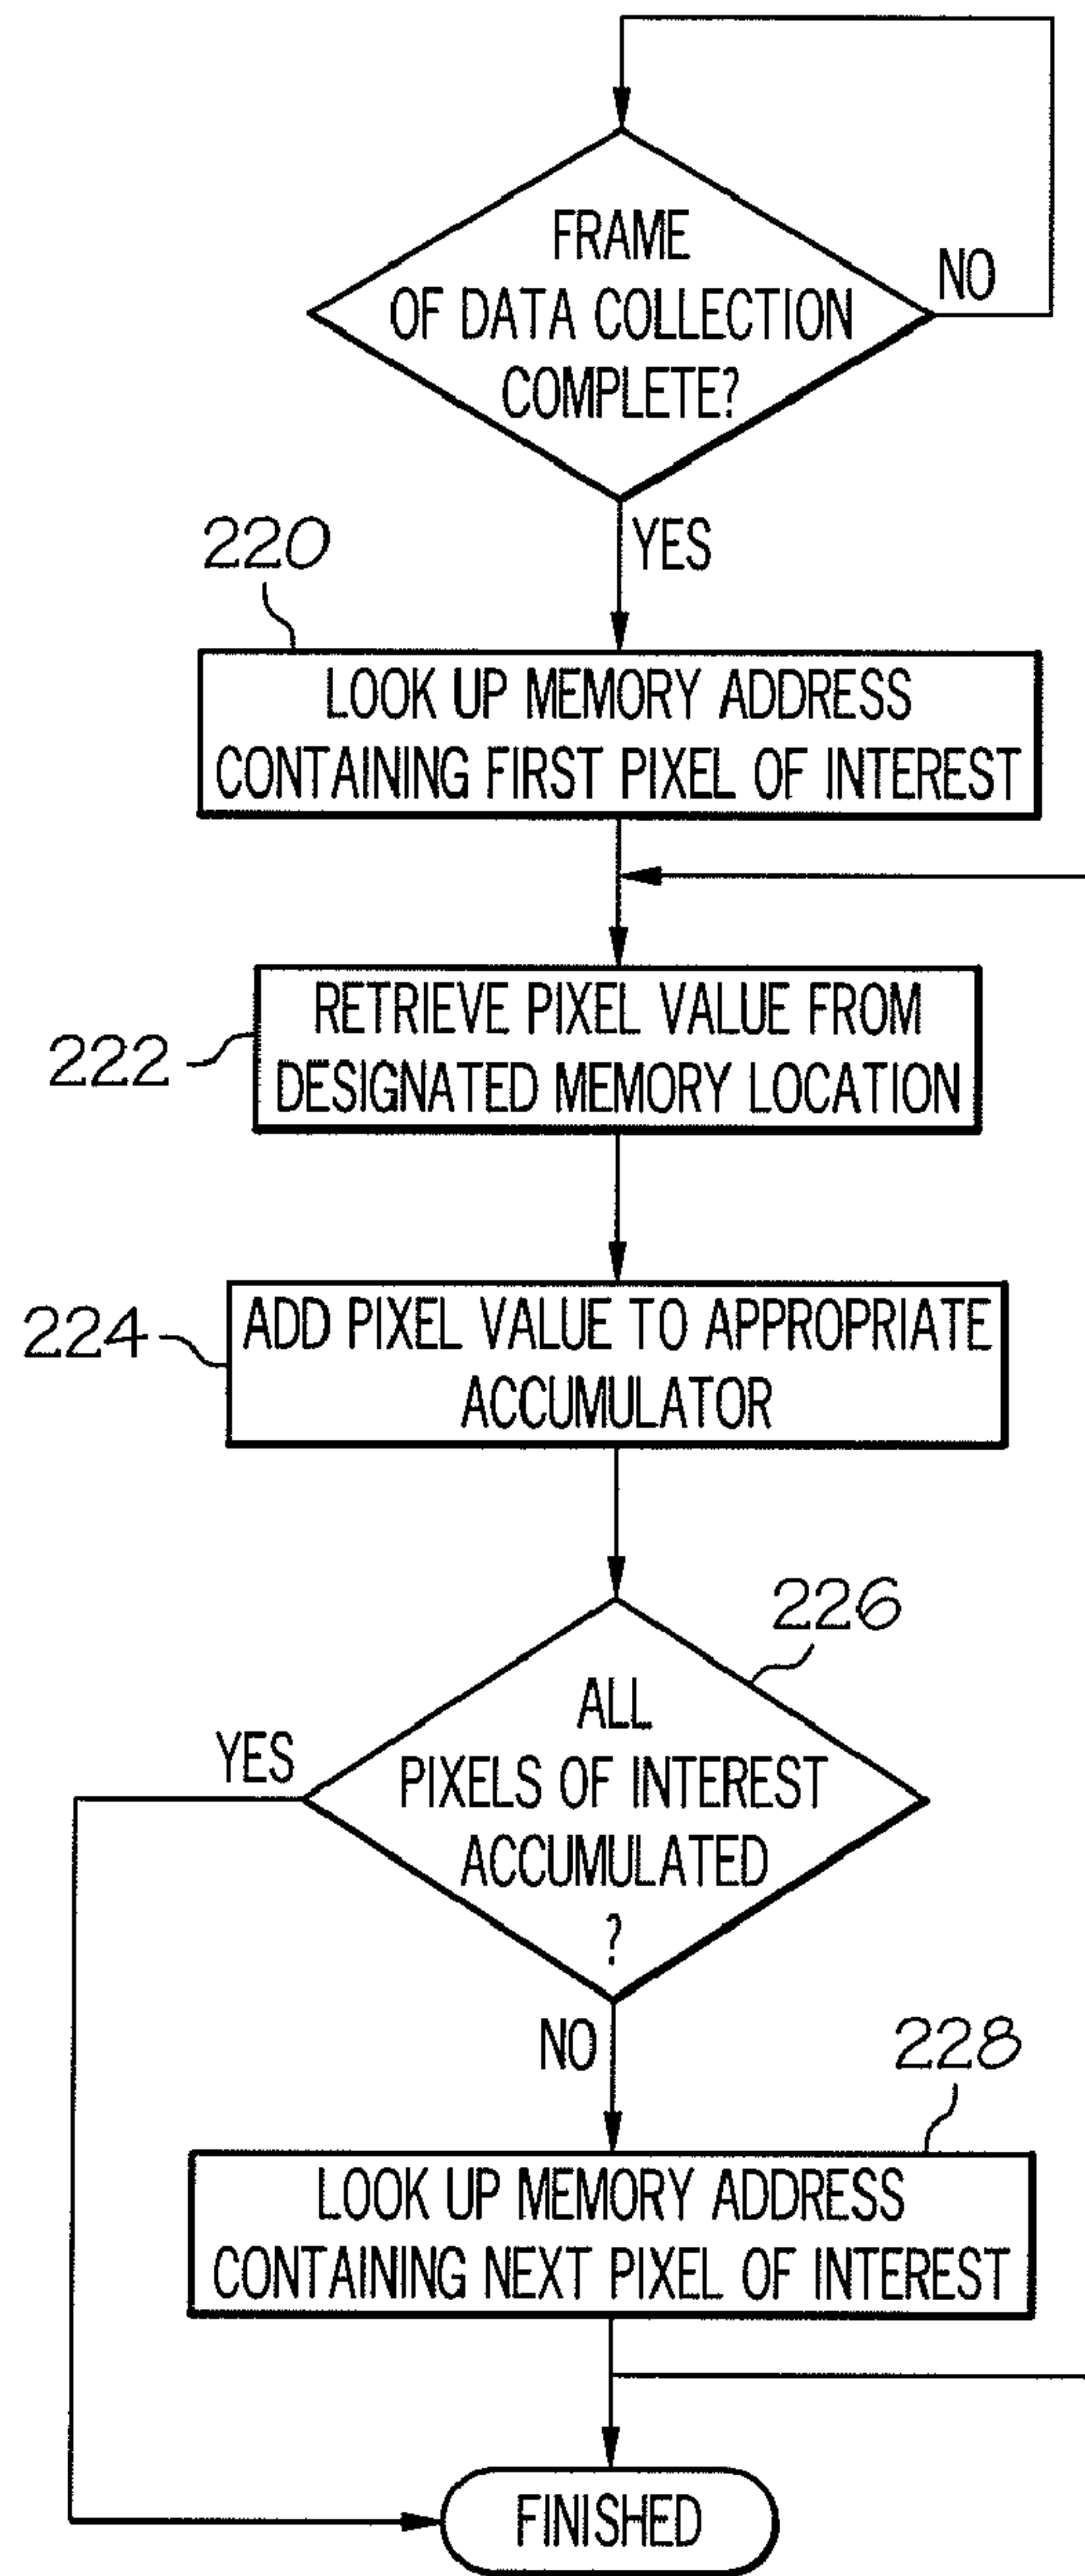 FRAME
OF DATA COLLECTION
COMPLETE?
NO
YES
220
LOOK UP MEMORY ADDRESS
CONTAINING FIRST PIXEL OF INTEREST
222
RETRIEVE PIXEL VALUE FROM
DESIGNATED MEMORY LOCATION
224
ADD PIXEL VALUE TO APPROPRIATE
ACCUMULATOR
226
ALL
PIXELS OF INTEREST
ACCUMULATED
?
YES
NO
228
LOOK UP MEMORY ADDRESS
CONTAINING NEXT PIXEL OF INTEREST
FINISHED